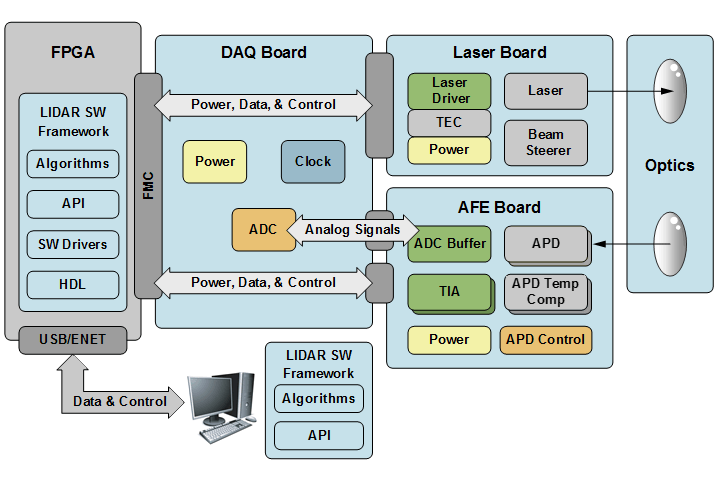 FPGA
LIDAR SW
Framework
Algorithms
API
SW Drivers
HDL
USB/ENET
FMC
DAQ Board
Power, Data, & Control
Power
Clock
ADC
Analog Signals
Power, Data, & Control
Laser Board
Laser
Driver
TEC
Power
Laser
Beam
Steerer
AFE Board
ADC Buffer
APD
TIA
APD Temp
Comp
Power
APD Control
Optics
Data & Control
LIDAR SW
Framework
Algorithms
API